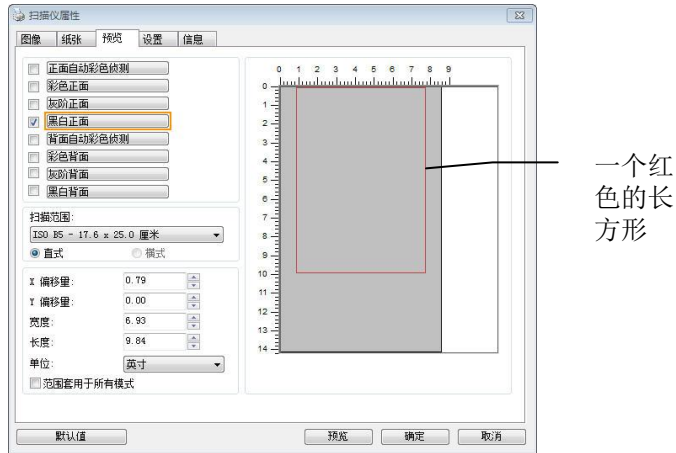 扫描仪属性
图像 纸张 预览 设置 信息
正面自动彩色侦测
彩色正面
灰阶正面
黑白正面
背面自动彩色侦测
彩色背面
灰阶背面
黑白背面
扫描范围:
ISO B5 - 17.6 x 25.0 厘米
直式 横式
X 偏移量: 0.79
Y 偏移量: 0.00
宽度: 6.93
长度: 9.84
单位: 英寸
范围套用于所有模式
0 1 2 3 4 5 6 7 8 9
0
1
2
3
4
5
6
7
8
9
10
11
12
13
14
一个红
色的长
方形
默认值 预览 确定 取消